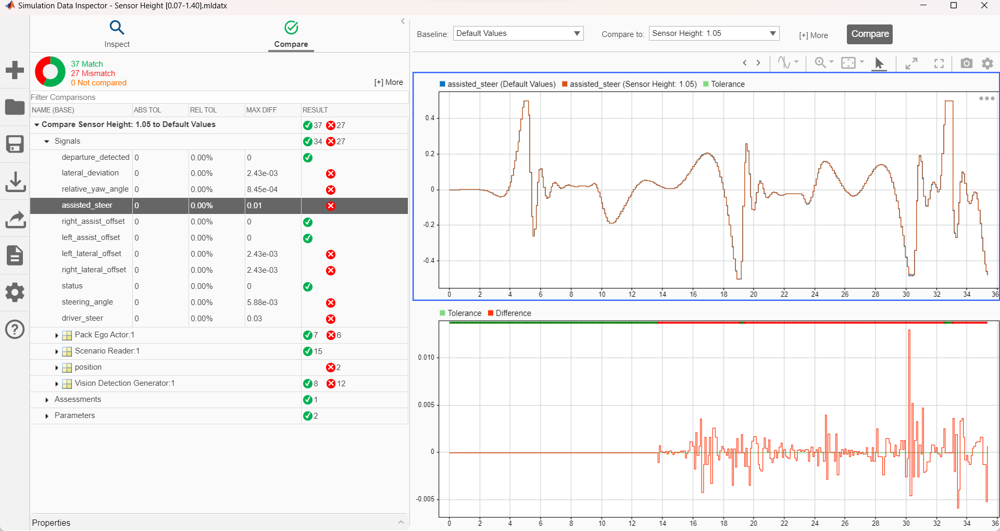 Simulation Data Inspector - Sensor Height [0.07-1.40].mldatx
Inspect
Compare
37 Match
27 Mismatch
0 Not compared
[+] More
Filter Comparisons
NAME (BASE) ABS TOL REL TOL MAX DIFF RESULT
Compare Sensor Height: 1.05 to Default Values 37 27
Signals 34 27
departure_detected 0 0.00% 0
lateral_deviation 0 0.00% 2.43e-03
relative_yaw_angle 0 0.00% 8.45e-04
assisted_steer 0 0.00% 0.01
right_assist_offset 0 0.00% 0
left_assist_offset 0 0.00% 0
left_lateral_offset 0 0.00% 2.43e-03
right_lateral_offset 0 0.00% 2.43e-03
status 0 0.00% 0
steering_angle 0 0.00% 5.88e-03
driver_steer 0 0.00% 0.03
Pack Ego Actor:1 7 6
Scenario Reader:1 15
position 2
Vision Detection Generator:1 8 12
Assessments 1
Parameters 2
Properties
Baseline: Default Values Compare to: Sensor Height: 1.05 [+] More Compare
assisted_steer (Default Values) assisted_steer (Sensor Height: 1.05) Tolerance
0.4
0.2
0
-0.2
-0.4
0 2 4 6 8 10 12 14 16 18 20 22 24 26 28 30 32 34 36
Tolerance Difference
0.010
0.005
0
-0.005
0 2 4 6 8 10 12 14 16 18 20 22 24 26 28 30 32 34 36